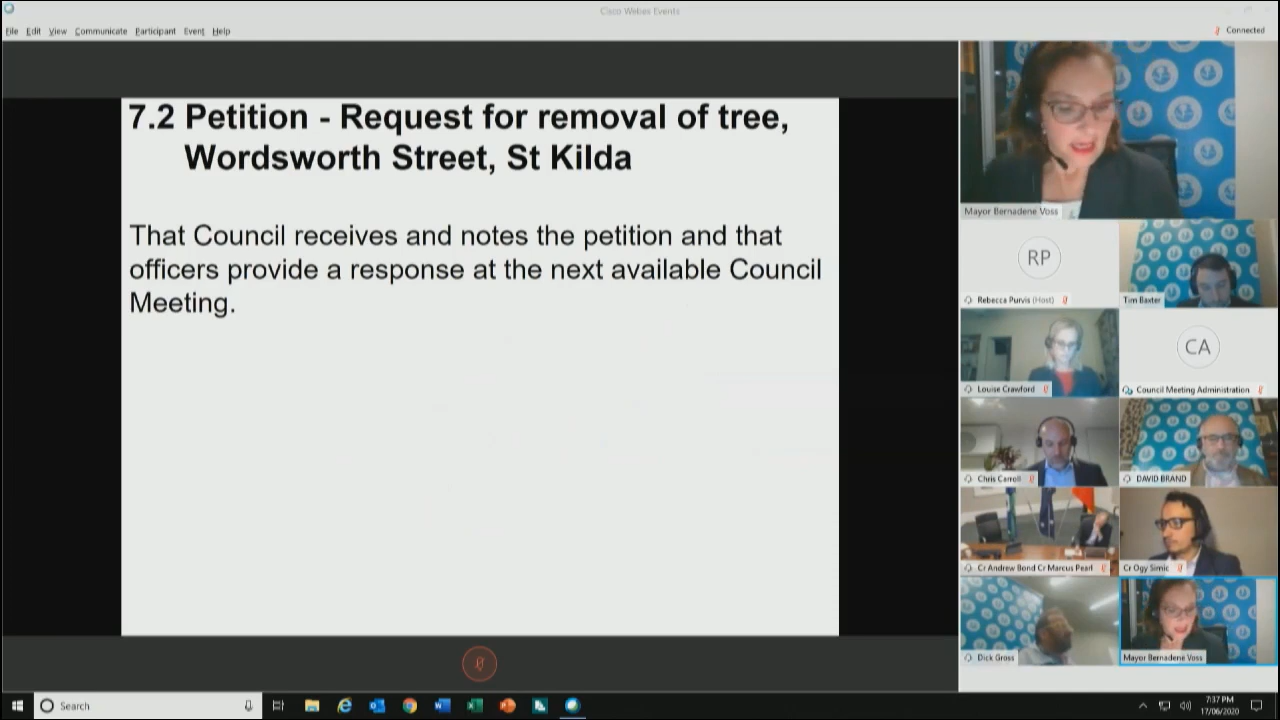 Cisco Webex Events
File Edit View Communicate Participant Event Help
Connected
7.2 Petition - Request for removal of tree,
Wordsworth Street, St Kilda
That Council receives and notes the petition and that
officers provide a response at the next available Council
Meeting.
Mayor Bernadene Voss
RP
Rebecca Purvis (Host)
Tim Baxter
Louise Crawford
CA
Council Meeting Administration
Chris Carroll
DAVID BRAND
Cr Andrew Bond Cr Marcus Pearl
Cr Ogy Simic
Dick Gross
Mayor Bernadene Voss
Search
7:37 PM
17/06/2020